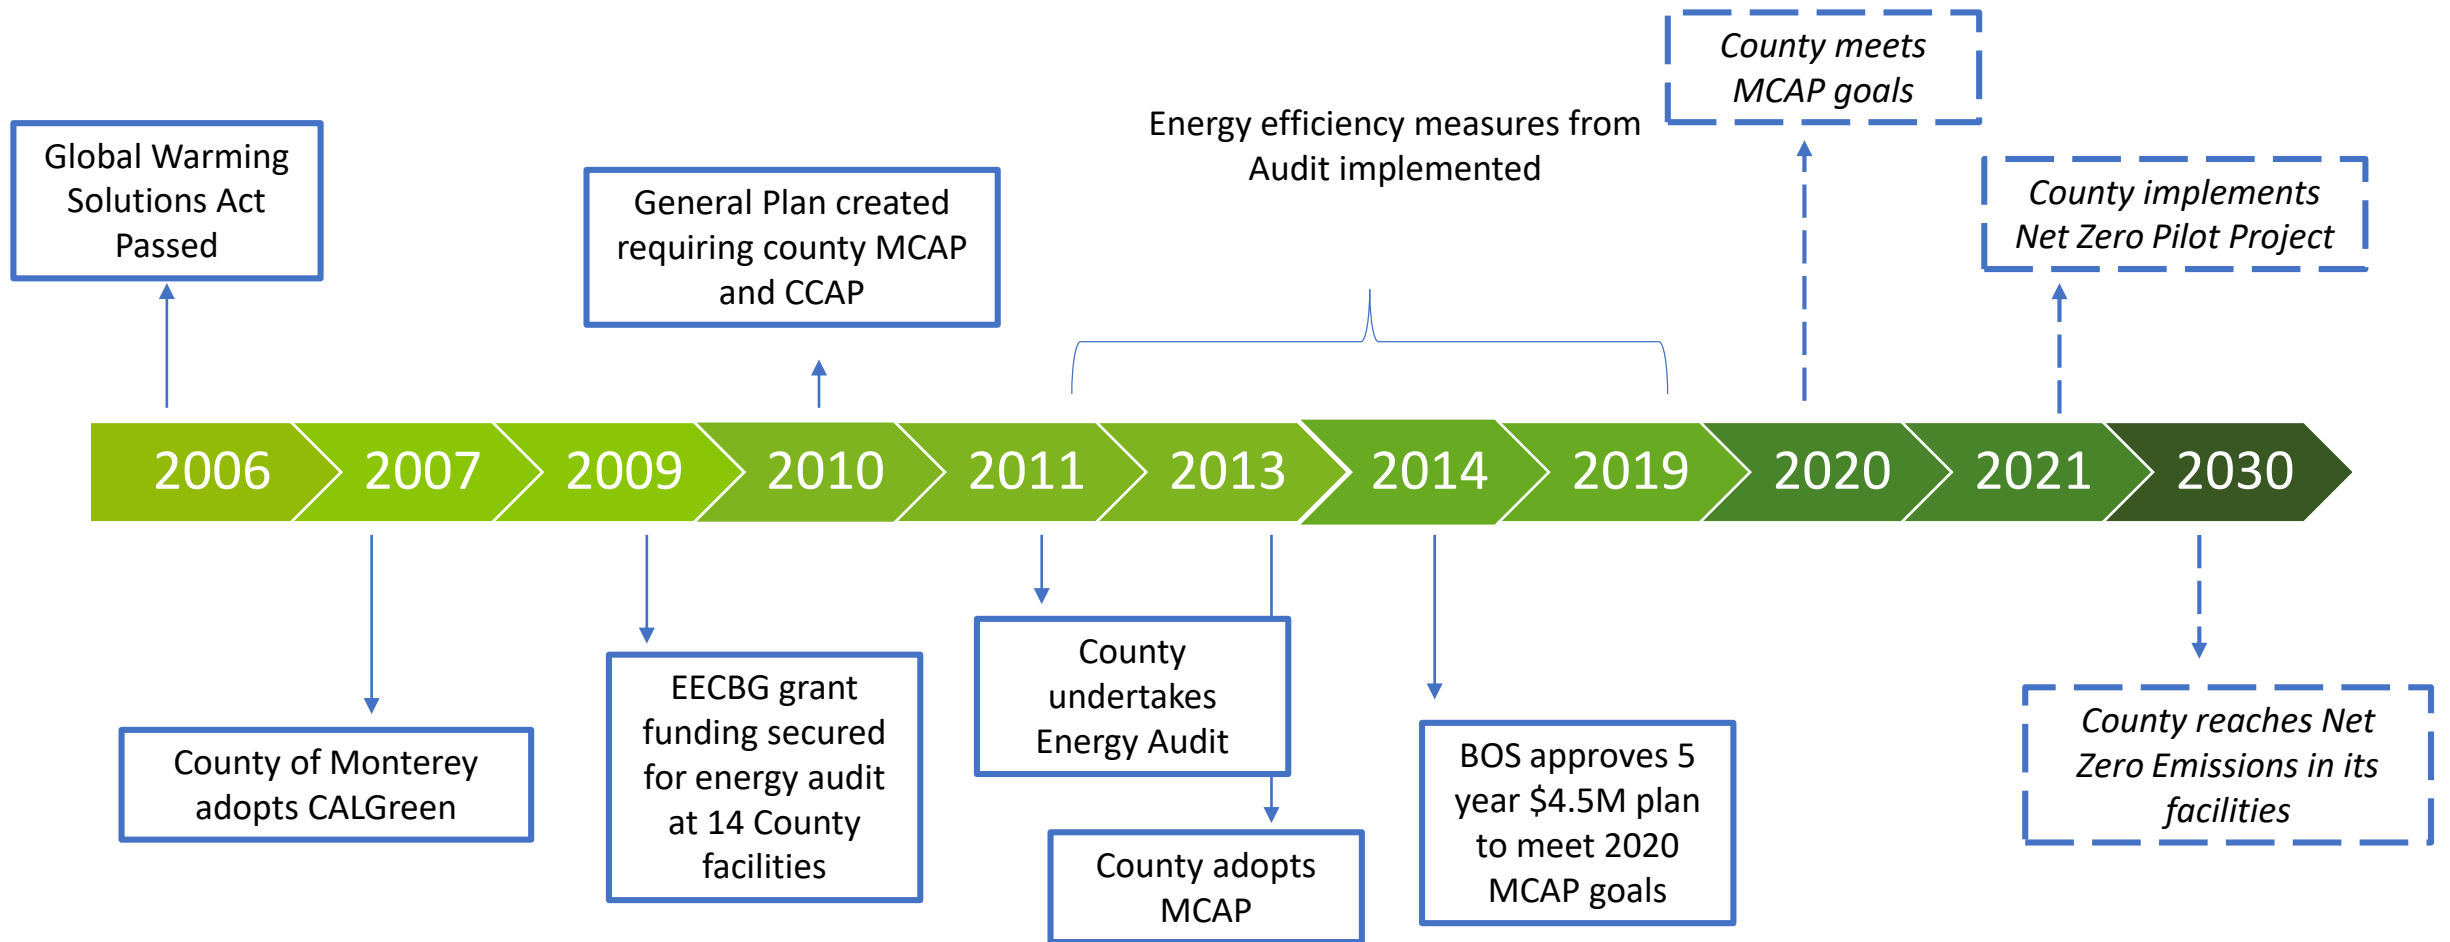 County meets
MCAP goals
Energy efficiency measures from
Audit implemented
Global Warming
Solutions Act
Passed
General Plan created
requiring county MCAP
and CCAP
County implements
Net Zero Pilot Project
2006
2007
2009
2010
2011
2013
2014
2019
2020
2021
2030
County of Monterey
adopts CALGreen
EECBG grant
funding secured
for energy audit
at 14 County
facilities
County
undertakes
Energy Audit
County adopts
MCAP
BOS approves 5
year $4.5M plan
to meet 2020
MCAP goals
County reaches Net
Zero Emissions in its
facilities